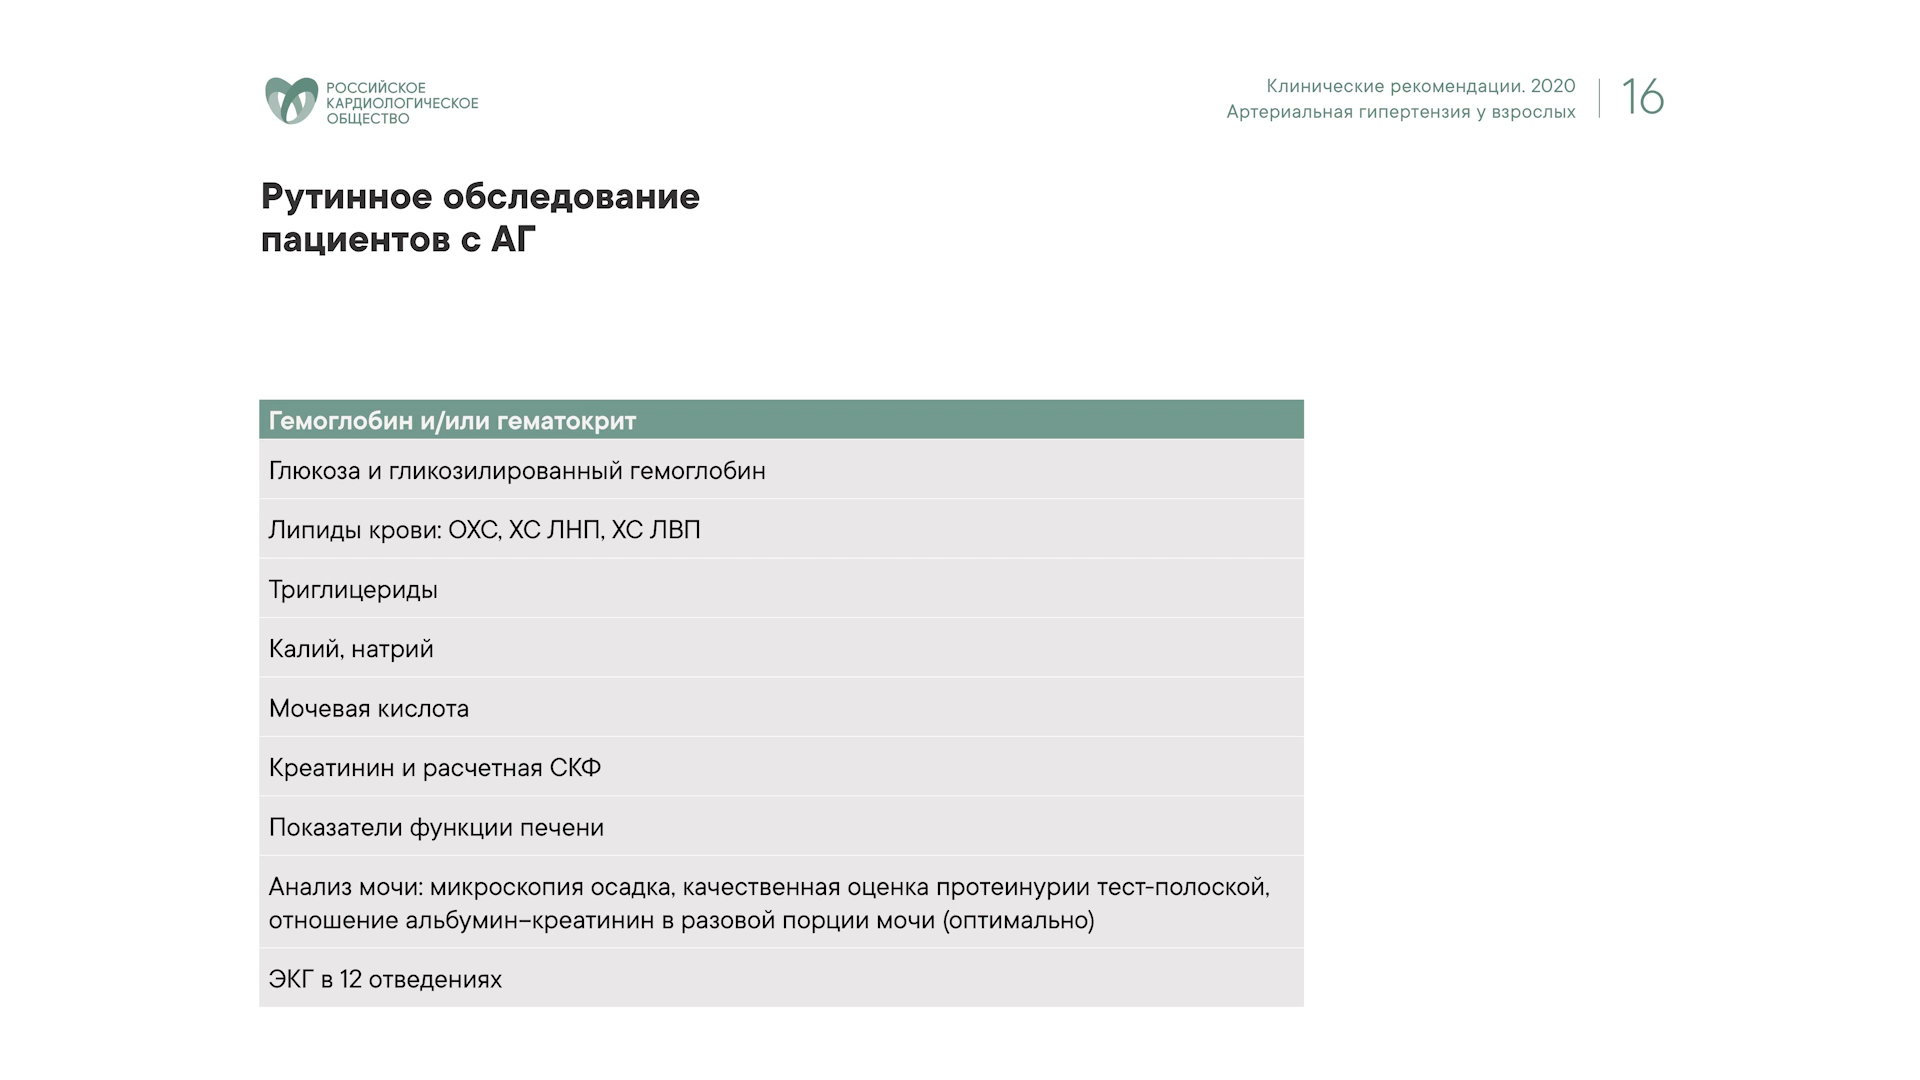 РОССИЙСКОЕ
КАРДИОЛОГИЧЕСКОЕ
ОБЩЕСТВО
Клинические рекомендации. 2020
Артериальная гипертензия у взрослых
16
Рутинное обследование
пациентов с АГ
Гемоглобин и/или гематокрит
Глюкоза и гликозилированный гемоглобин
Липиды крови: ОХС, ХС ЛНП, ХС ЛВП
Триглицериды
Калий, натрий
Мочевая кислота
Креатинин и расчетная СКФ
Показатели функции печени
Анализ мочи: микроскопия осадка, качественная оценка протеинурии тест-полоской,
отношение альбумин–креатинин в разовой порции мочи (оптимально)
ЭКГ в 12 отведениях